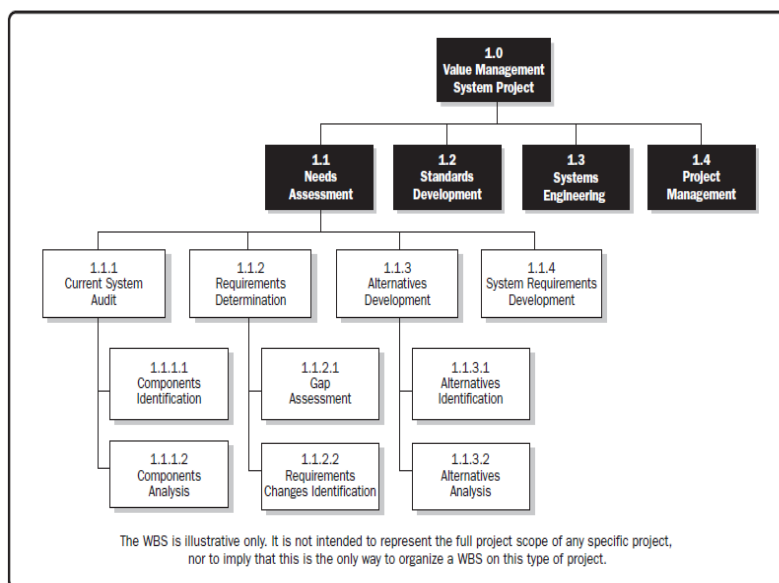 1.0
Value Management
System Project
1.1
Needs
Assessment
1.2
Standards
Development
1.3
Systems
Engineering
1.4
Project
Management
1.1.1
Current System
Audit
1.1.2
Requirements
Determination
1.1.3
Alternatives
Development
1.1.4
System Requirements
Development
1.1.1.1
Components
Identification
1.1.2.1
Gap
Assessment
1.1.3.1
Alternatives
Identification
1.1.1.2
Components
Analysis
1.1.2.2
Requirements
Changes Identification
1.1.3.2
Alternatives
Analysis
The WBS is illustrative only. It is not intended to represent the full project scope of any specific project,
nor to imply that this is the only way to organize a WBS on this type of project.